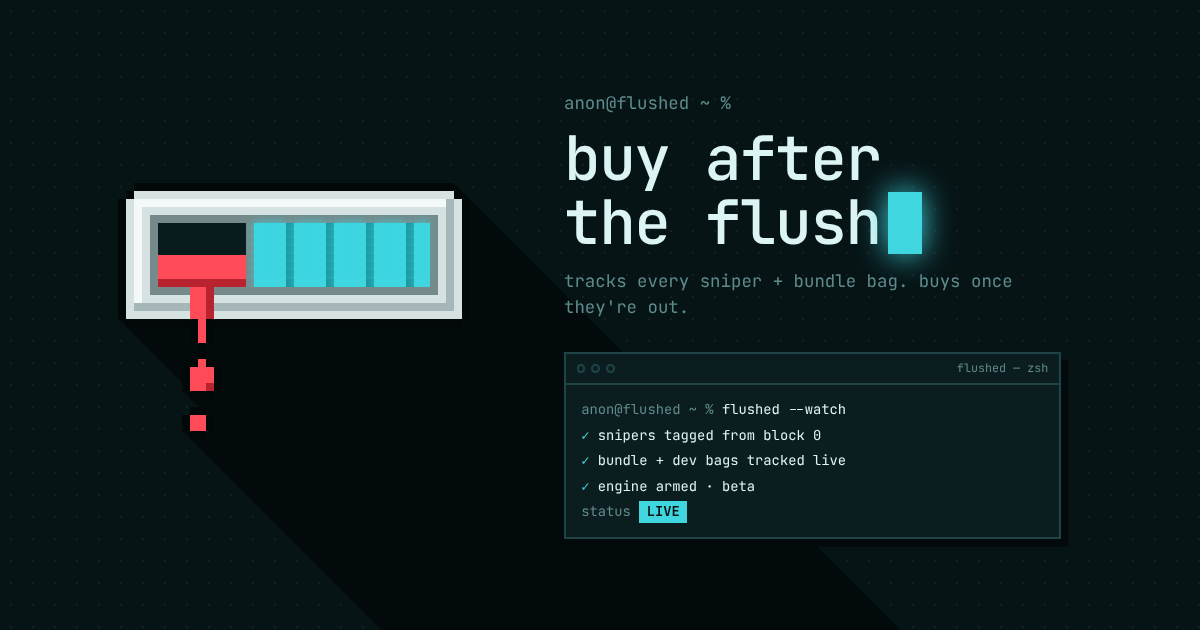 anon@flushed ~ %
buy after
the flush
tracks every sniper + bundle bag. buys once
they're out.
flushed — zsh
anon@flushed ~ % flushed --watch
✓ snipers tagged from block 0
✓ bundle + dev bags tracked live
✓ engine armed · beta
status LIVE